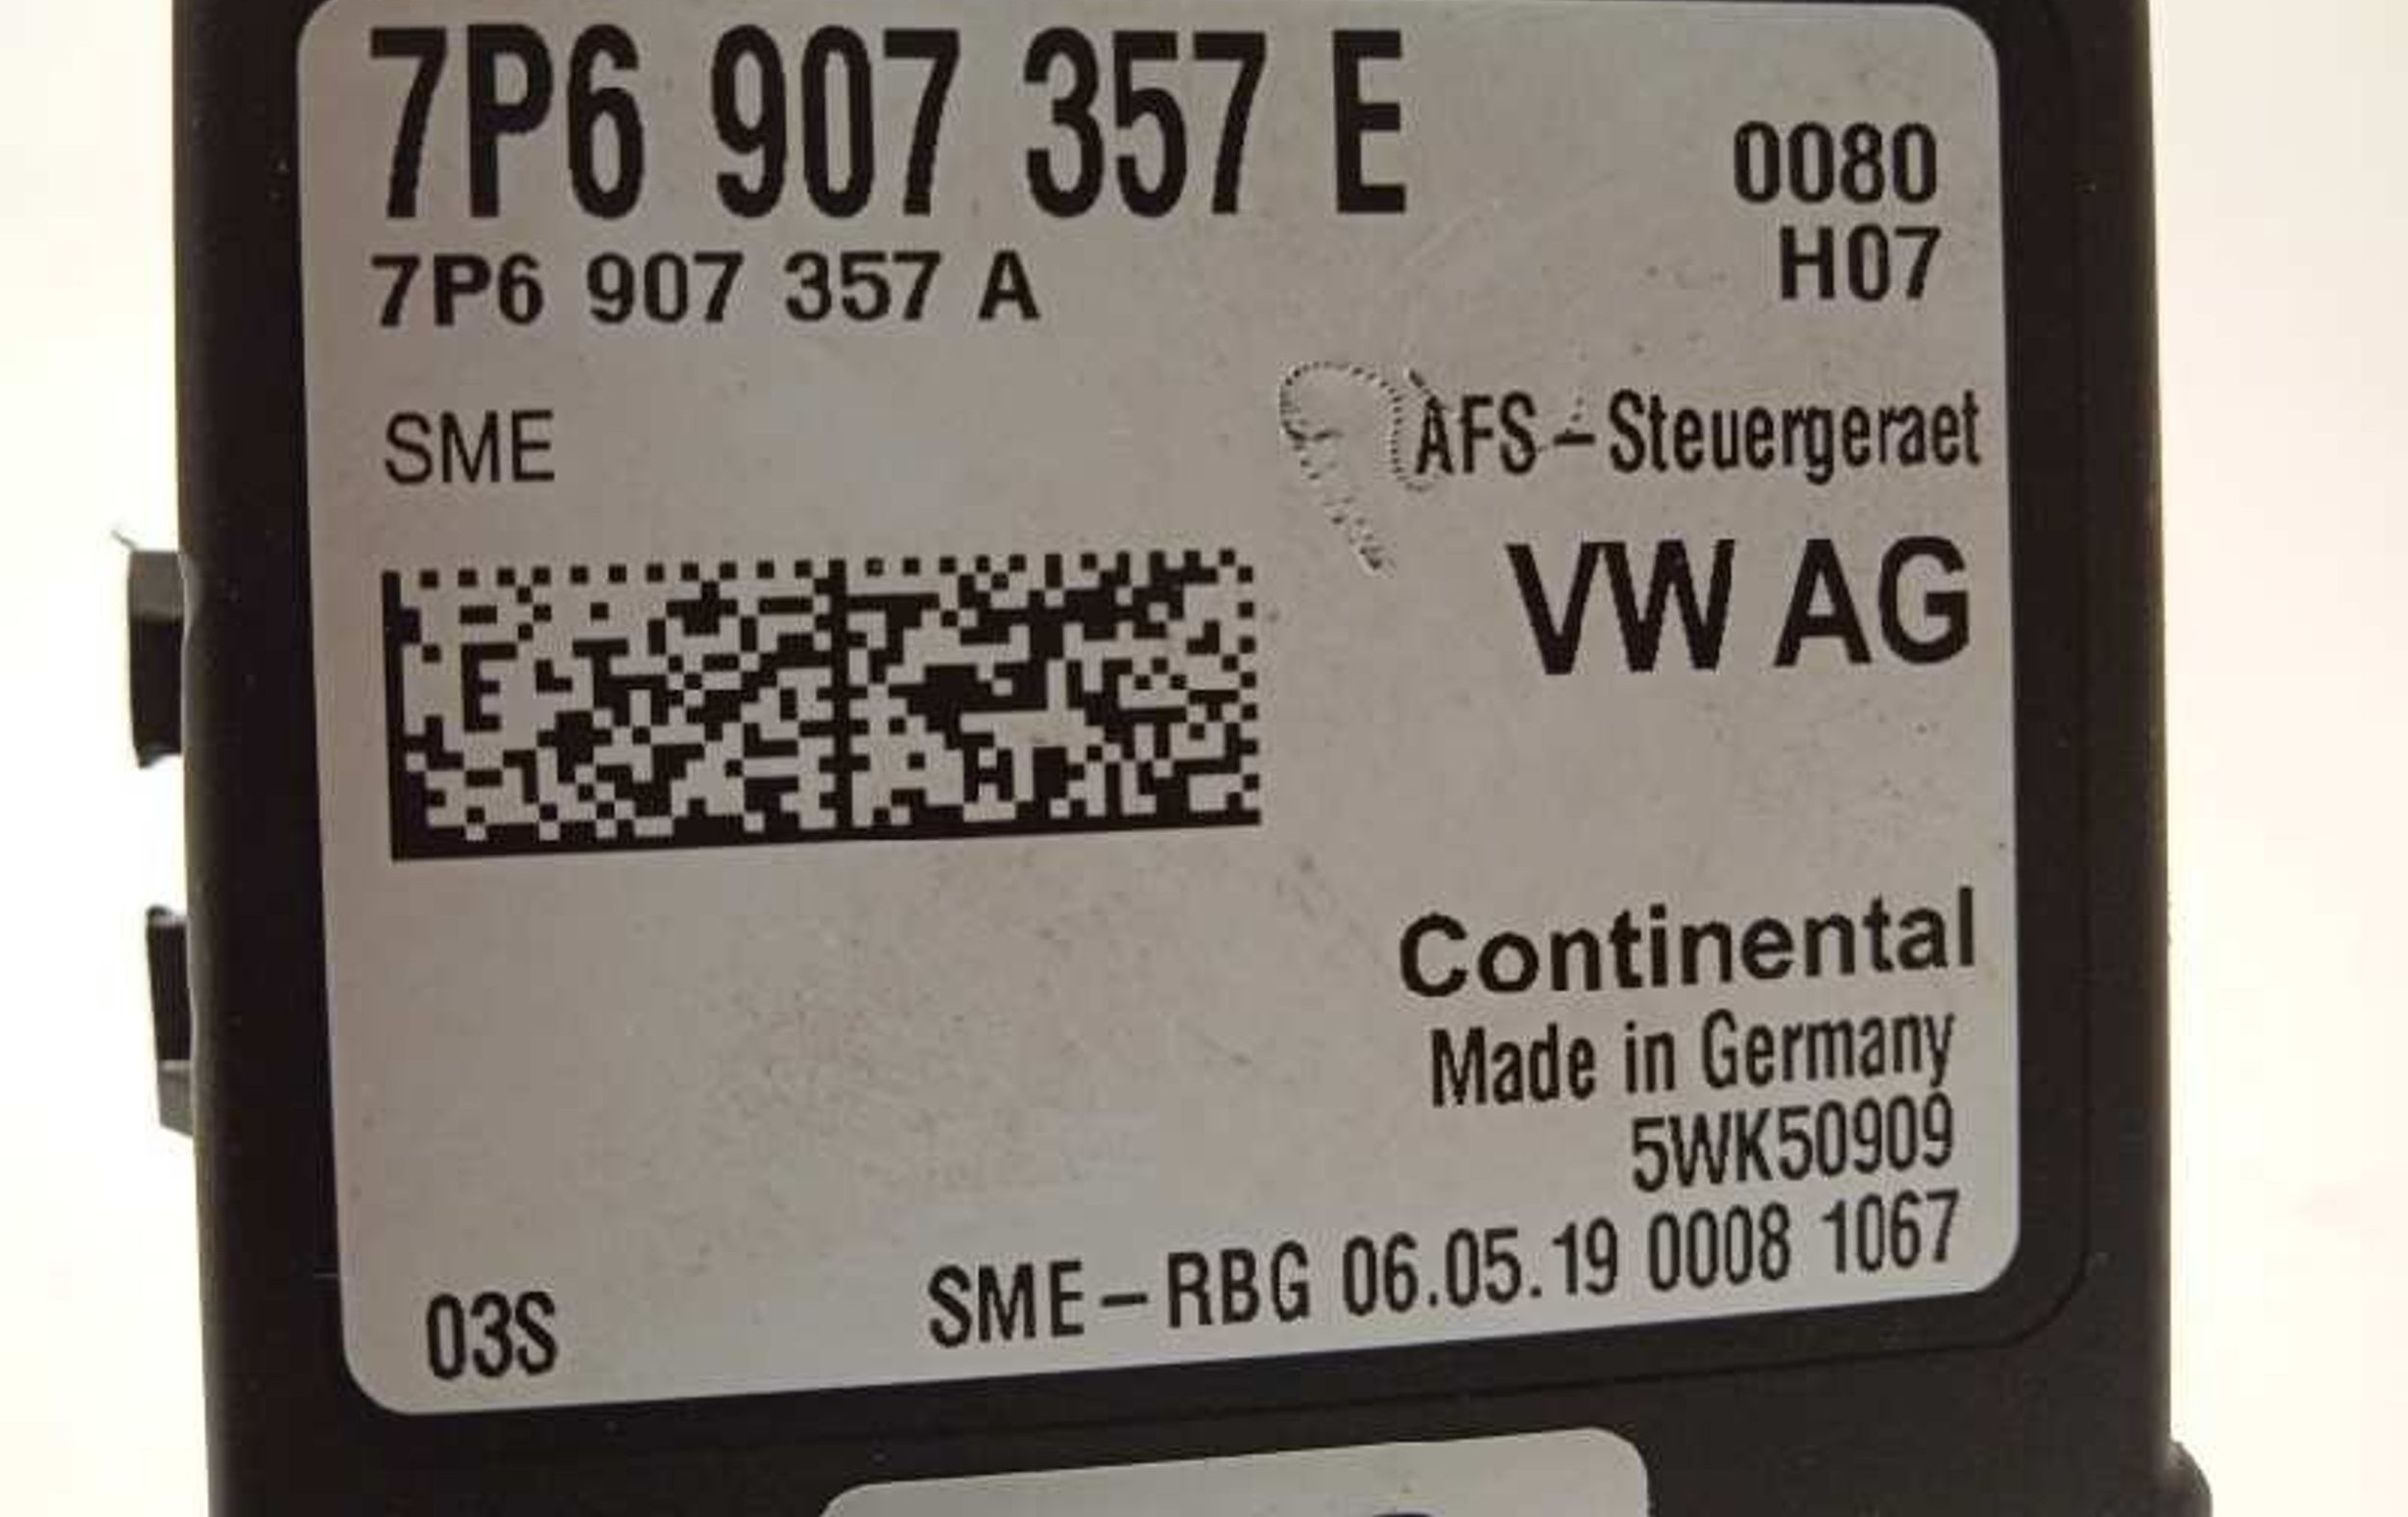 7P6 907 357 E
0080
7P6 907 357 A
H07
SME
AFS-Steuergeraet
VW AG
Continental
Made in Germany
5WK50909
03S
SME-RBG 06.05.19 0008 1067